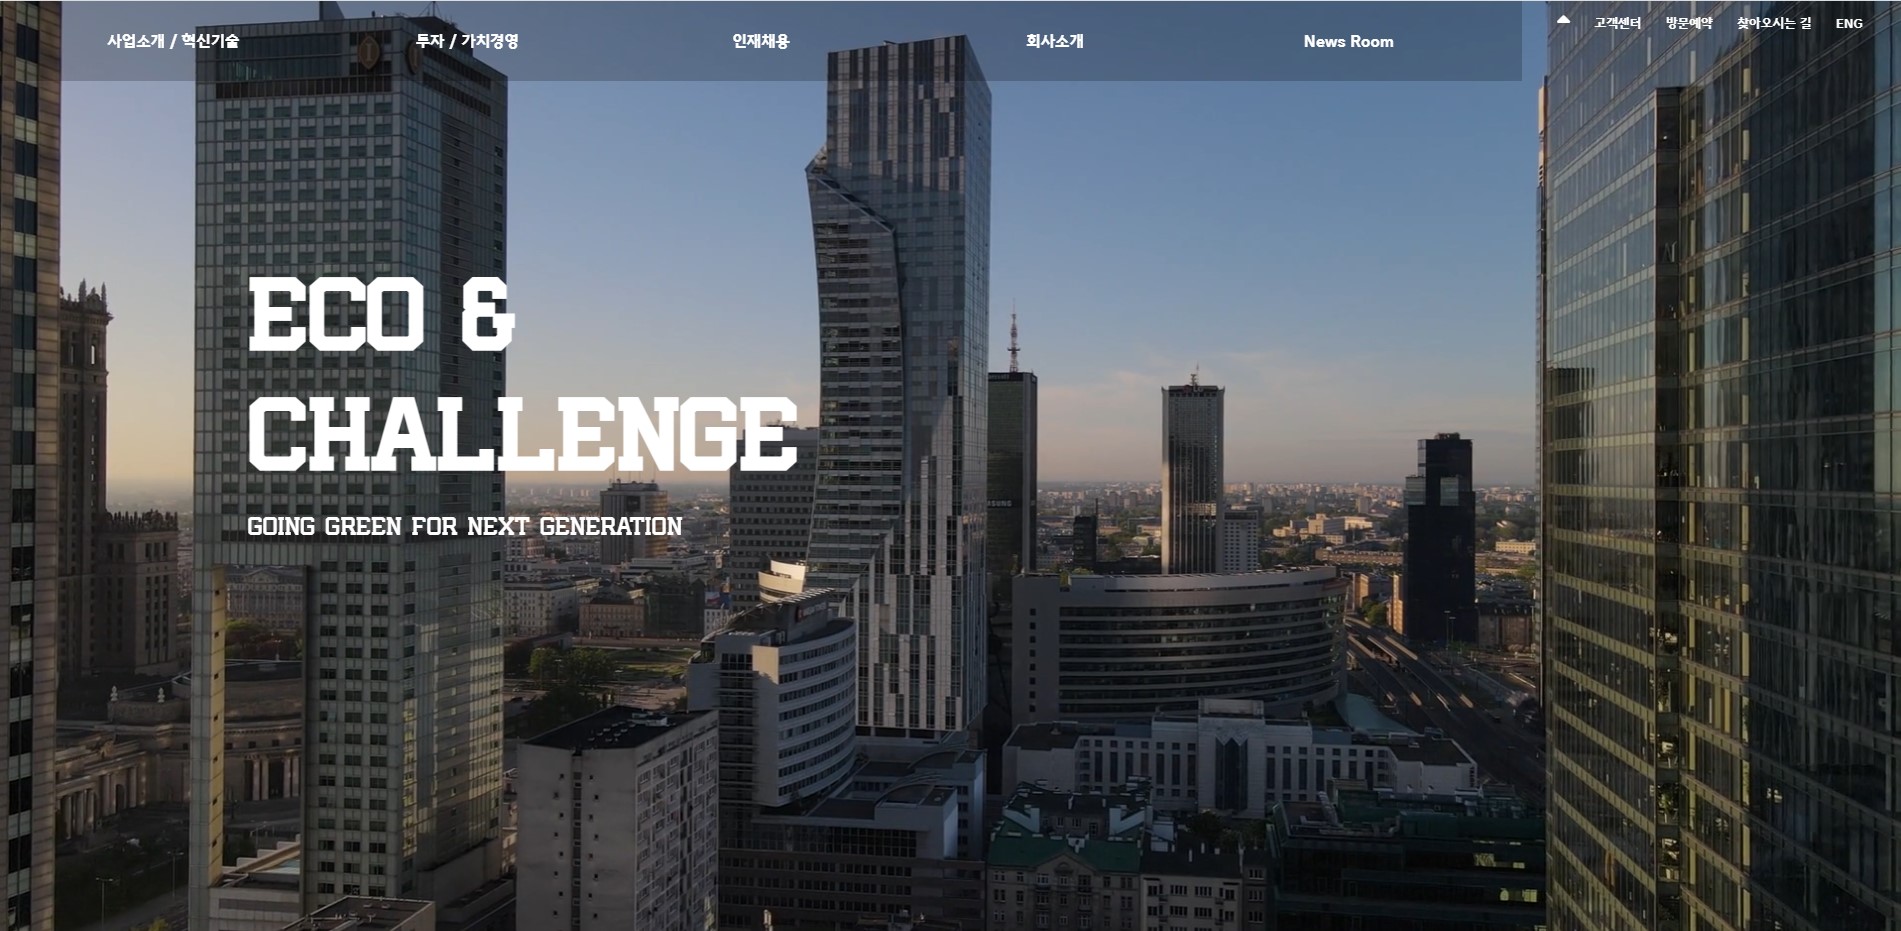 사업소개 / 혁신기술
투자 / 가치경영
인재채용
회사소개
News Room
고객센터
방문예약
찾아오시는 길
ENG
ECO &
CHALLENGE
GOING GREEN FOR NEXT GENERATION